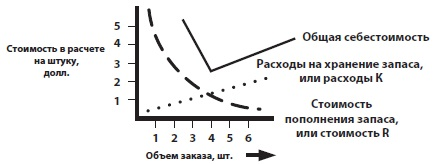 Стоимость в расчете
на штуку,
долл.
5
4
3
2
1
Общая себестоимость
Расходы на хранение запаса,
или расходы К
Стоимость
пополнения запаса,
или стоимость R
1 2 3 4 5 6
Объем заказа, шт.